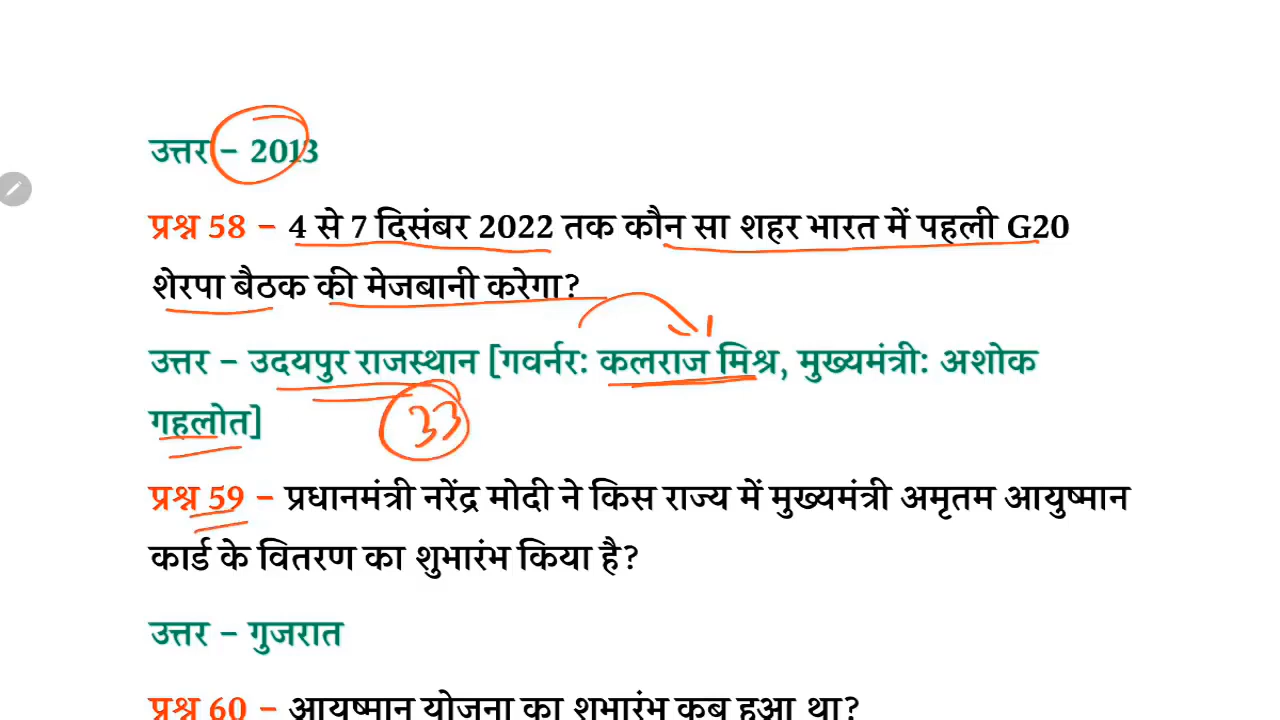 उत्तर – 2013
प्रश्न 58 – 4 से 7 दिसंबर 2022 तक कौन सा शहर भारत में पहली G20
शेरपा बैठक की मेजबानी करेगा?
उत्तर – उदयपुर राजस्थान [गवर्नर: कलराज मिश्र, मुख्यमंत्री: अशोक
गहलोत]
33
प्रश्न 59 – प्रधानमंत्री नरेंद्र मोदी ने किस राज्य में मुख्यमंत्री अमृतम आयुष्मान
कार्ड के वितरण का शुभारंभ किया है?
उत्तर – गुजरात
प्रश्न 60 – आयुष्मान योजना का शुभारंभ कब हुआ था?